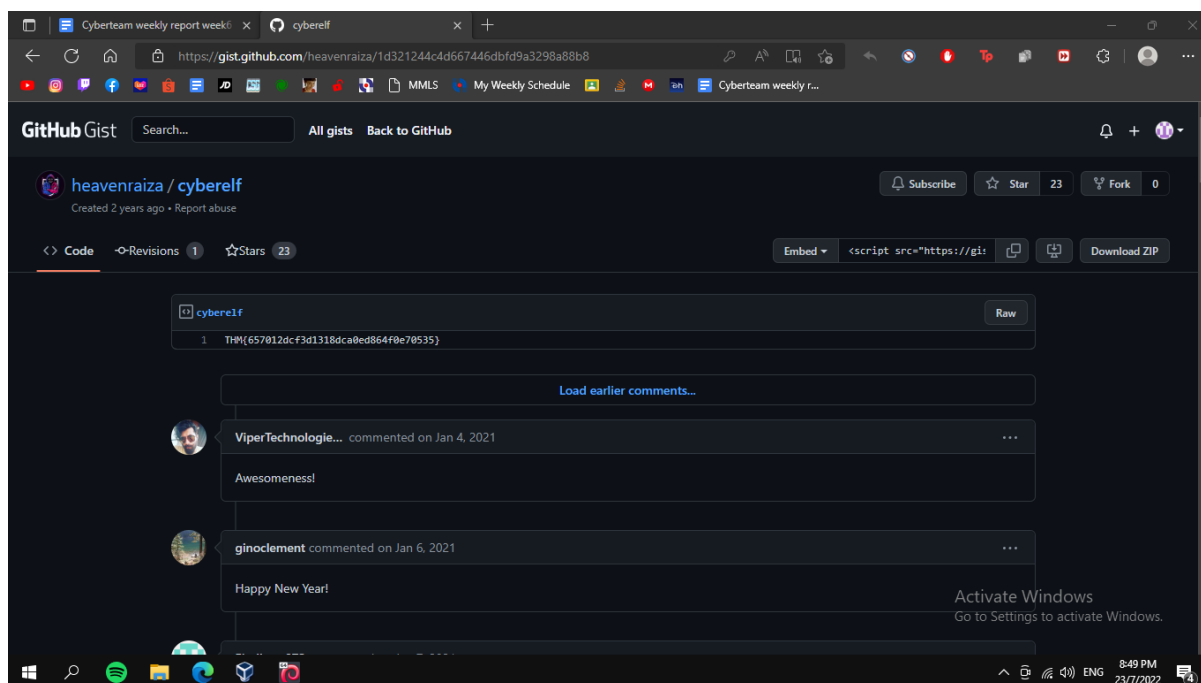 Cyberteam weekly report week6
cyberelf
https://gist.github.com/heavenraiza/1d321244c4d667446dbfd9a3298a88b8
MMLS
My Weekly Schedule
Cyberteam weekly r...
GitHub Gist
Search...
All gists
Back to GitHub
heavenraiza / cyberelf
Created 2 years ago • Report abuse
Subscribe
Star 23
Fork 0
Code
Revisions 1
Stars 23
Embed
<script src="https://gis
Download ZIP
cyberelf
Raw
1 THM{657012dcf3d1318dca0ed864f0e70535}
Load earlier comments...
ViperTechnologie... commented on Jan 4, 2021
Awesomeness!
ginoclement commented on Jan 6, 2021
Happy New Year!
Activate Windows
Go to Settings to activate Windows.
ENG
8:49 PM
23/7/2022